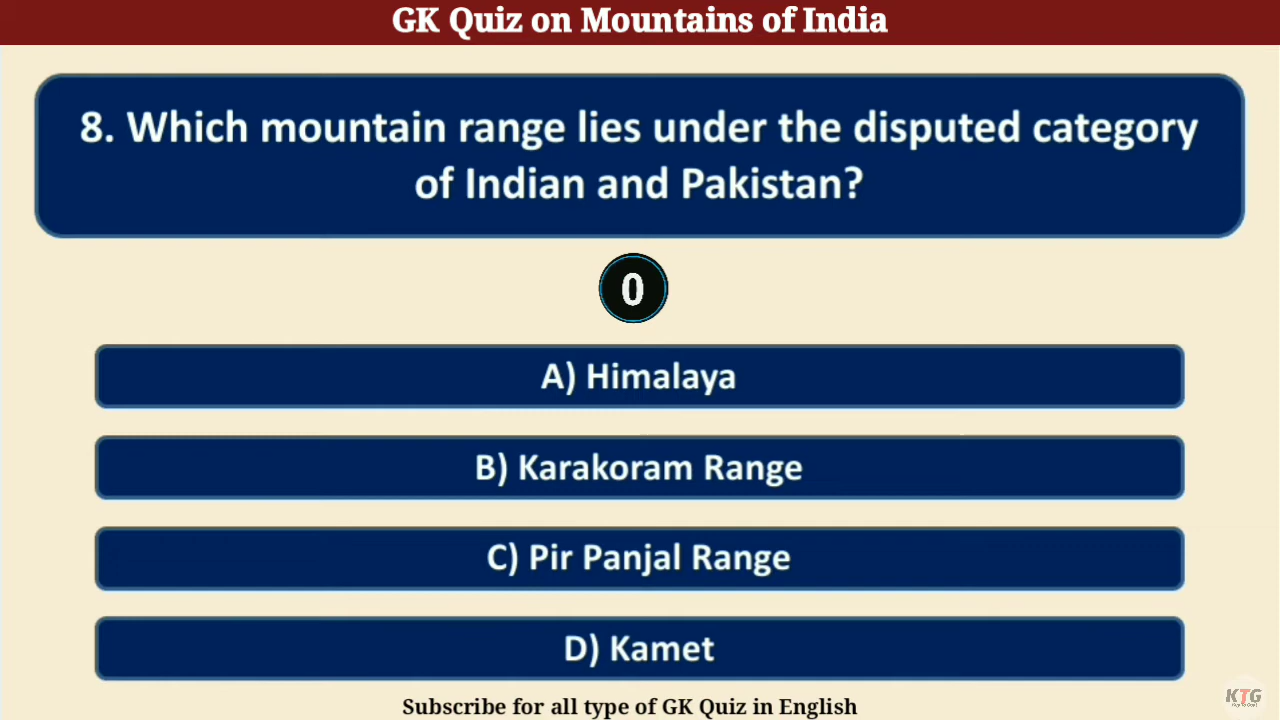 GK Quiz on Mountains of India
8. Which mountain range lies under the disputed category
of Indian and Pakistan?
0
A) Himalaya
B) Karakoram Range
C) Pir Panjal Range
D) Kamet
KTG
Subscribe for all type of GK Quiz in English